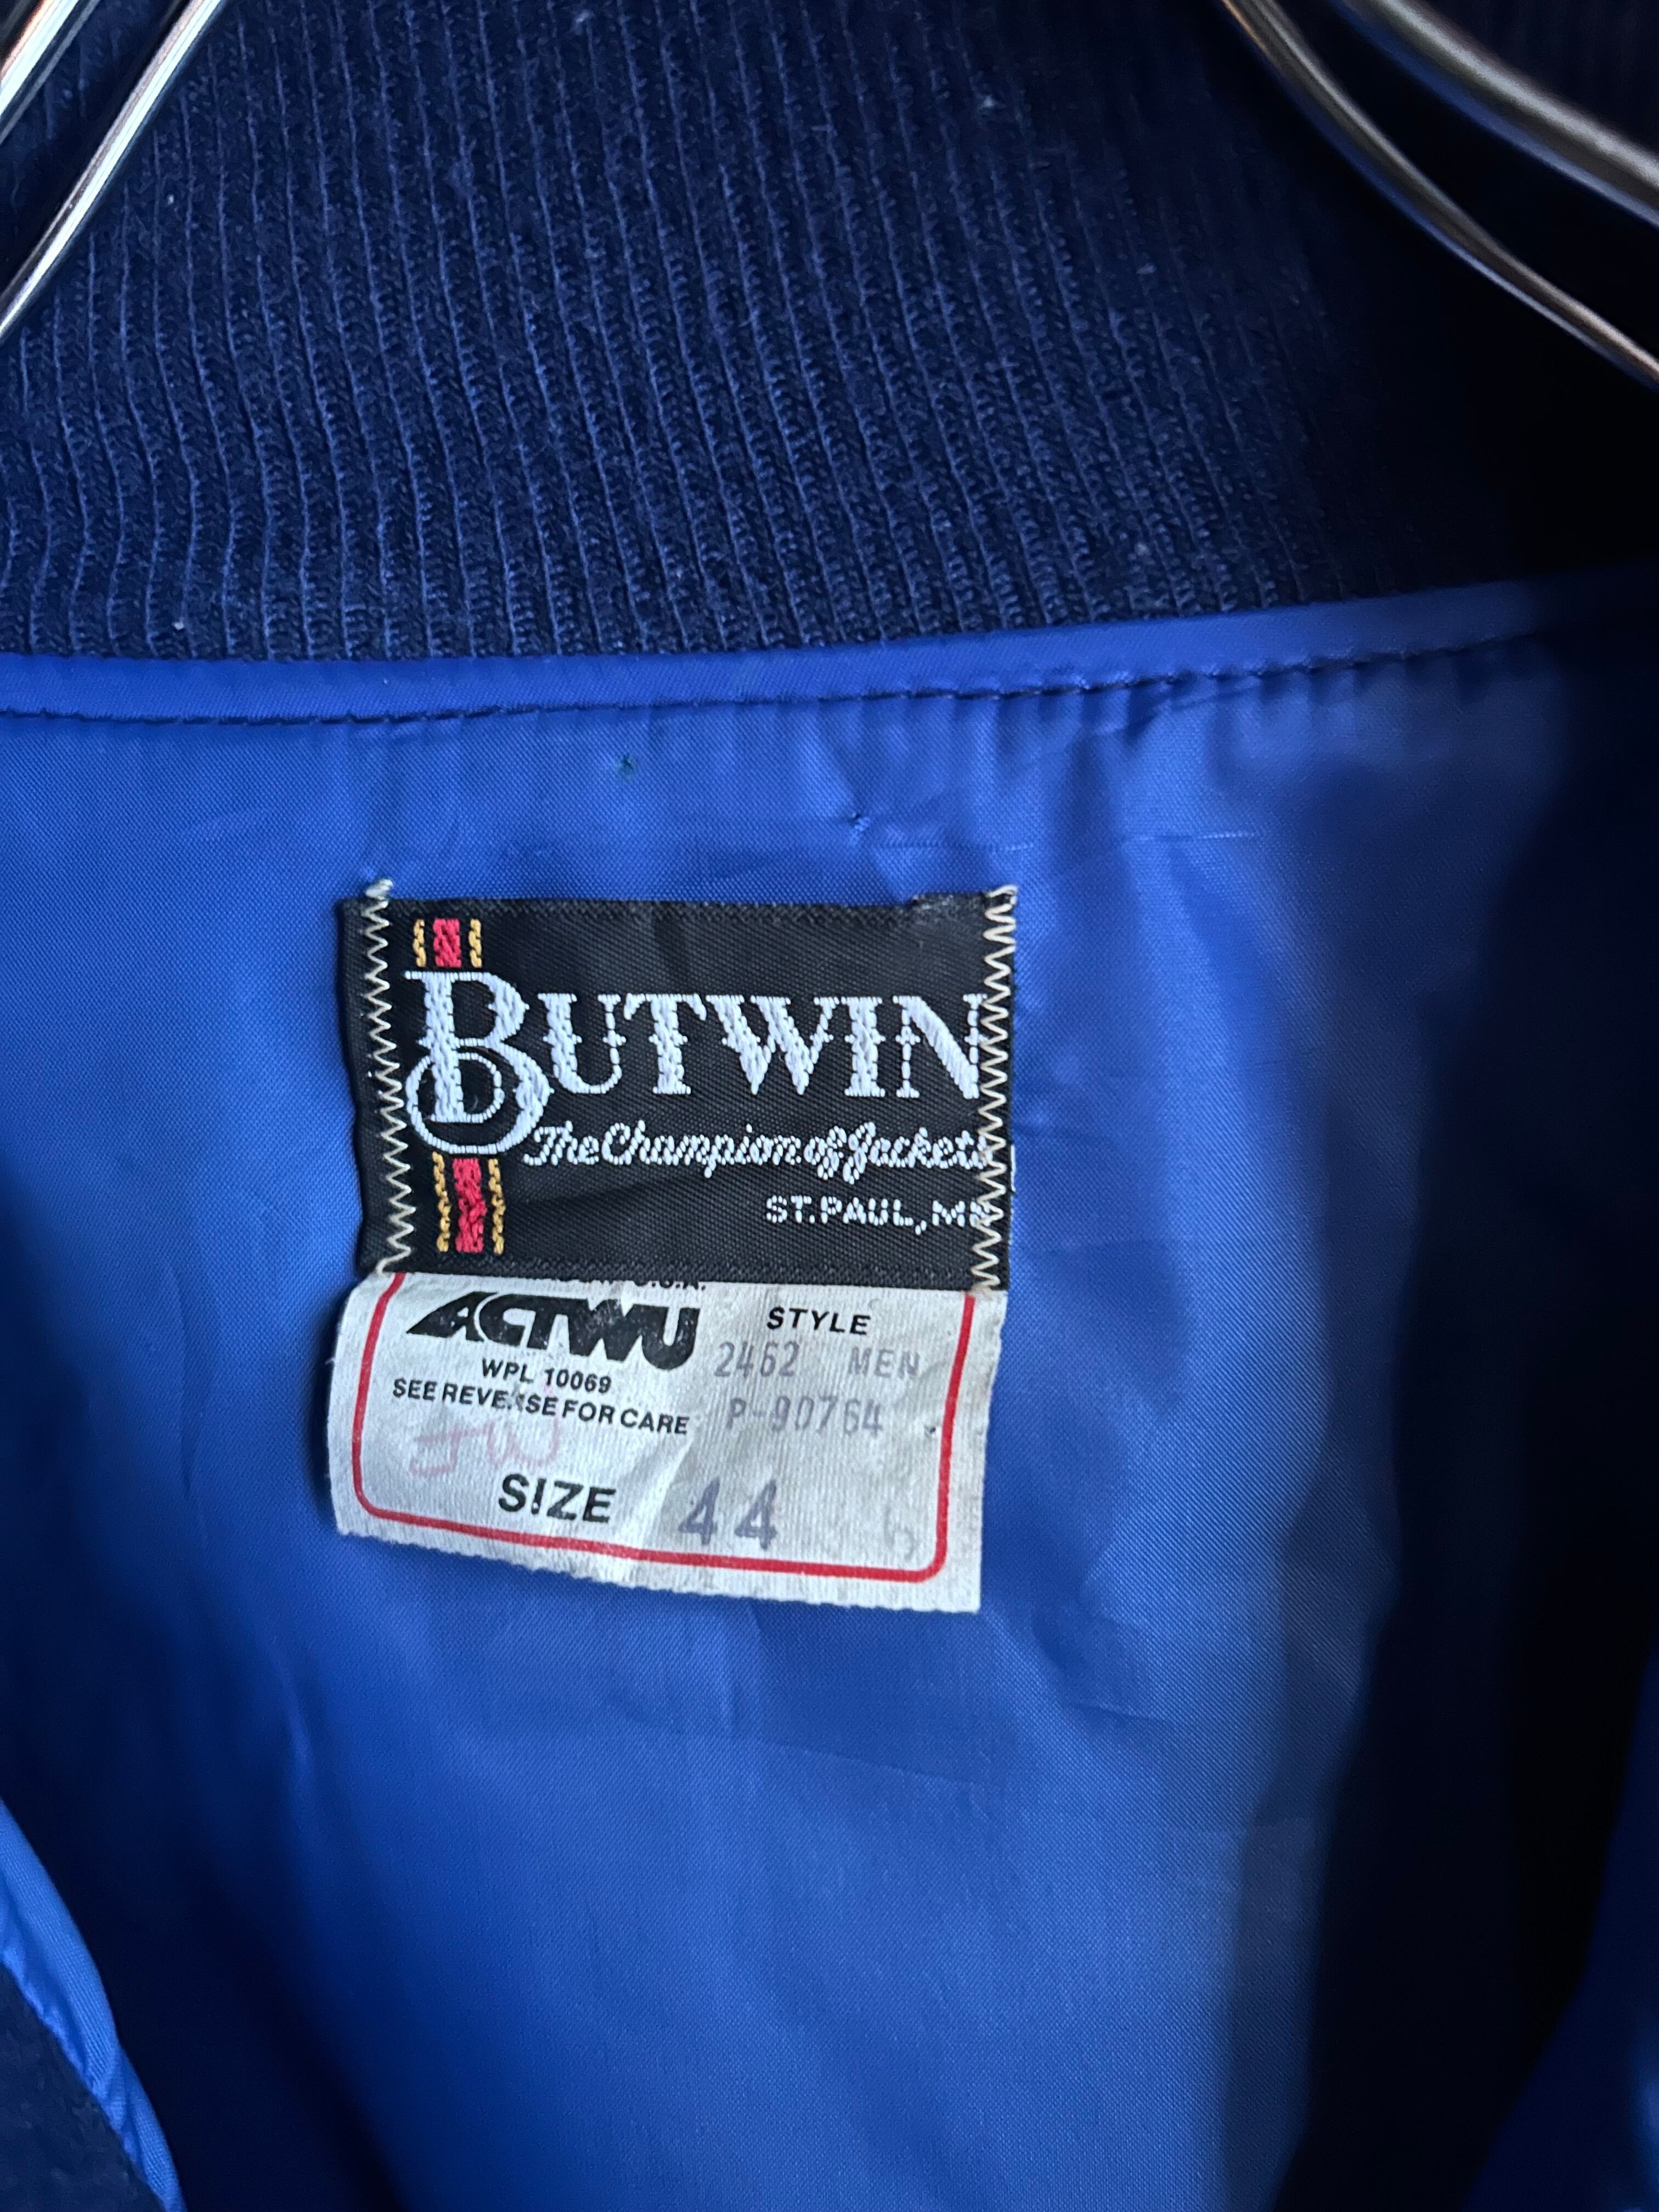 BUTWIN
The Champion of Jackets
ST. PAUL, MN
U.S.A.
ACTWU
STYLE
WPL 10069
2462 MEN
SEE REVERSE FOR CARE
P-90764
JW
SIZE 44